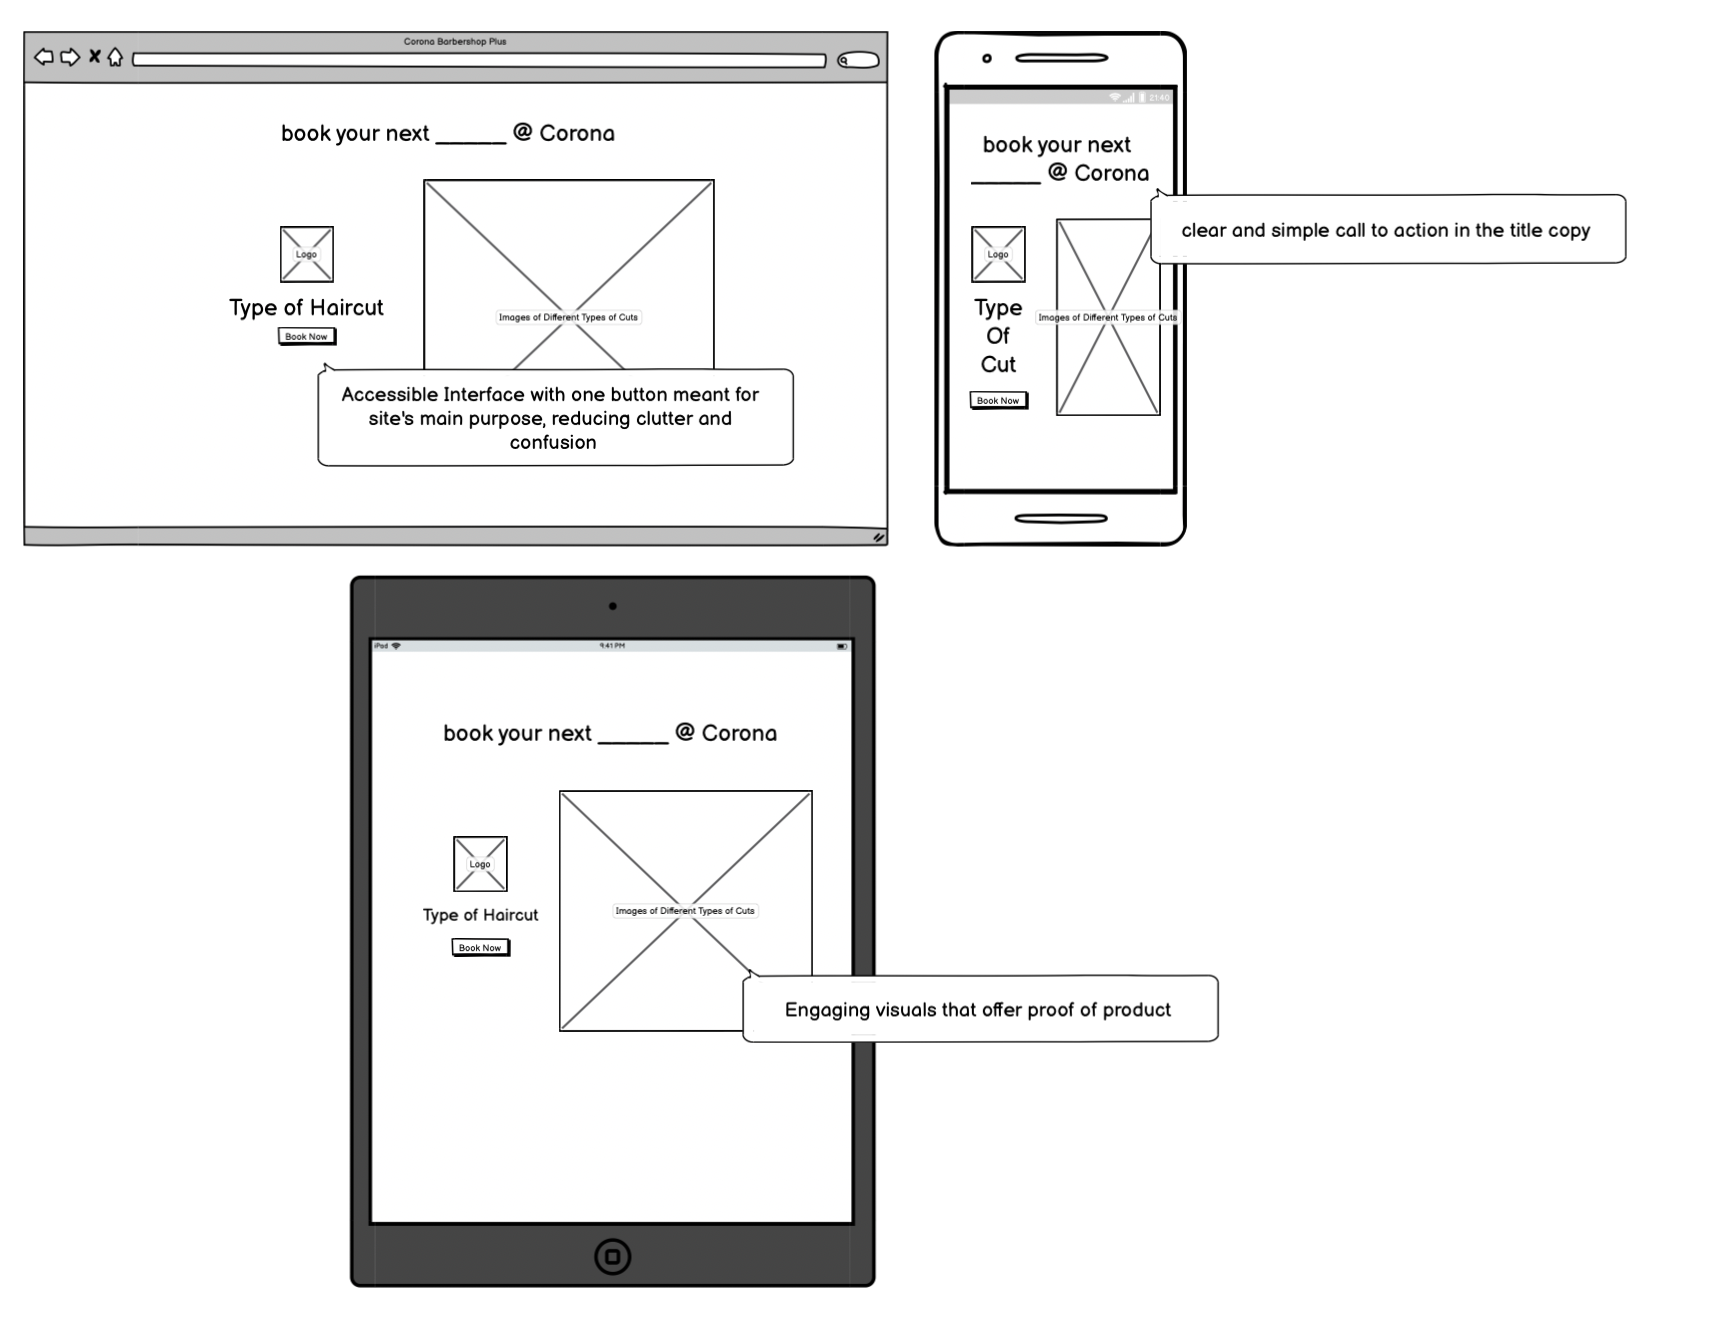 Corona Barbershop Plus
book your next ______ @ Corona
Logo
Type of Haircut
Book Now
Images of Different Types of Cuts
Accessible Interface with one button meant for
site's main purpose, reducing clutter and
confusion
21:40
book your next
______ @ Corona
clear and simple call to action in the title copy
Logo
Type
Of
Cut
Book Now
Images of Different Types of Cuts
iPad
9:41 PM
book your next ______ @ Corona
Logo
Type of Haircut
Book Now
Images of Different Types of Cuts
Engaging visuals that offer proof of product